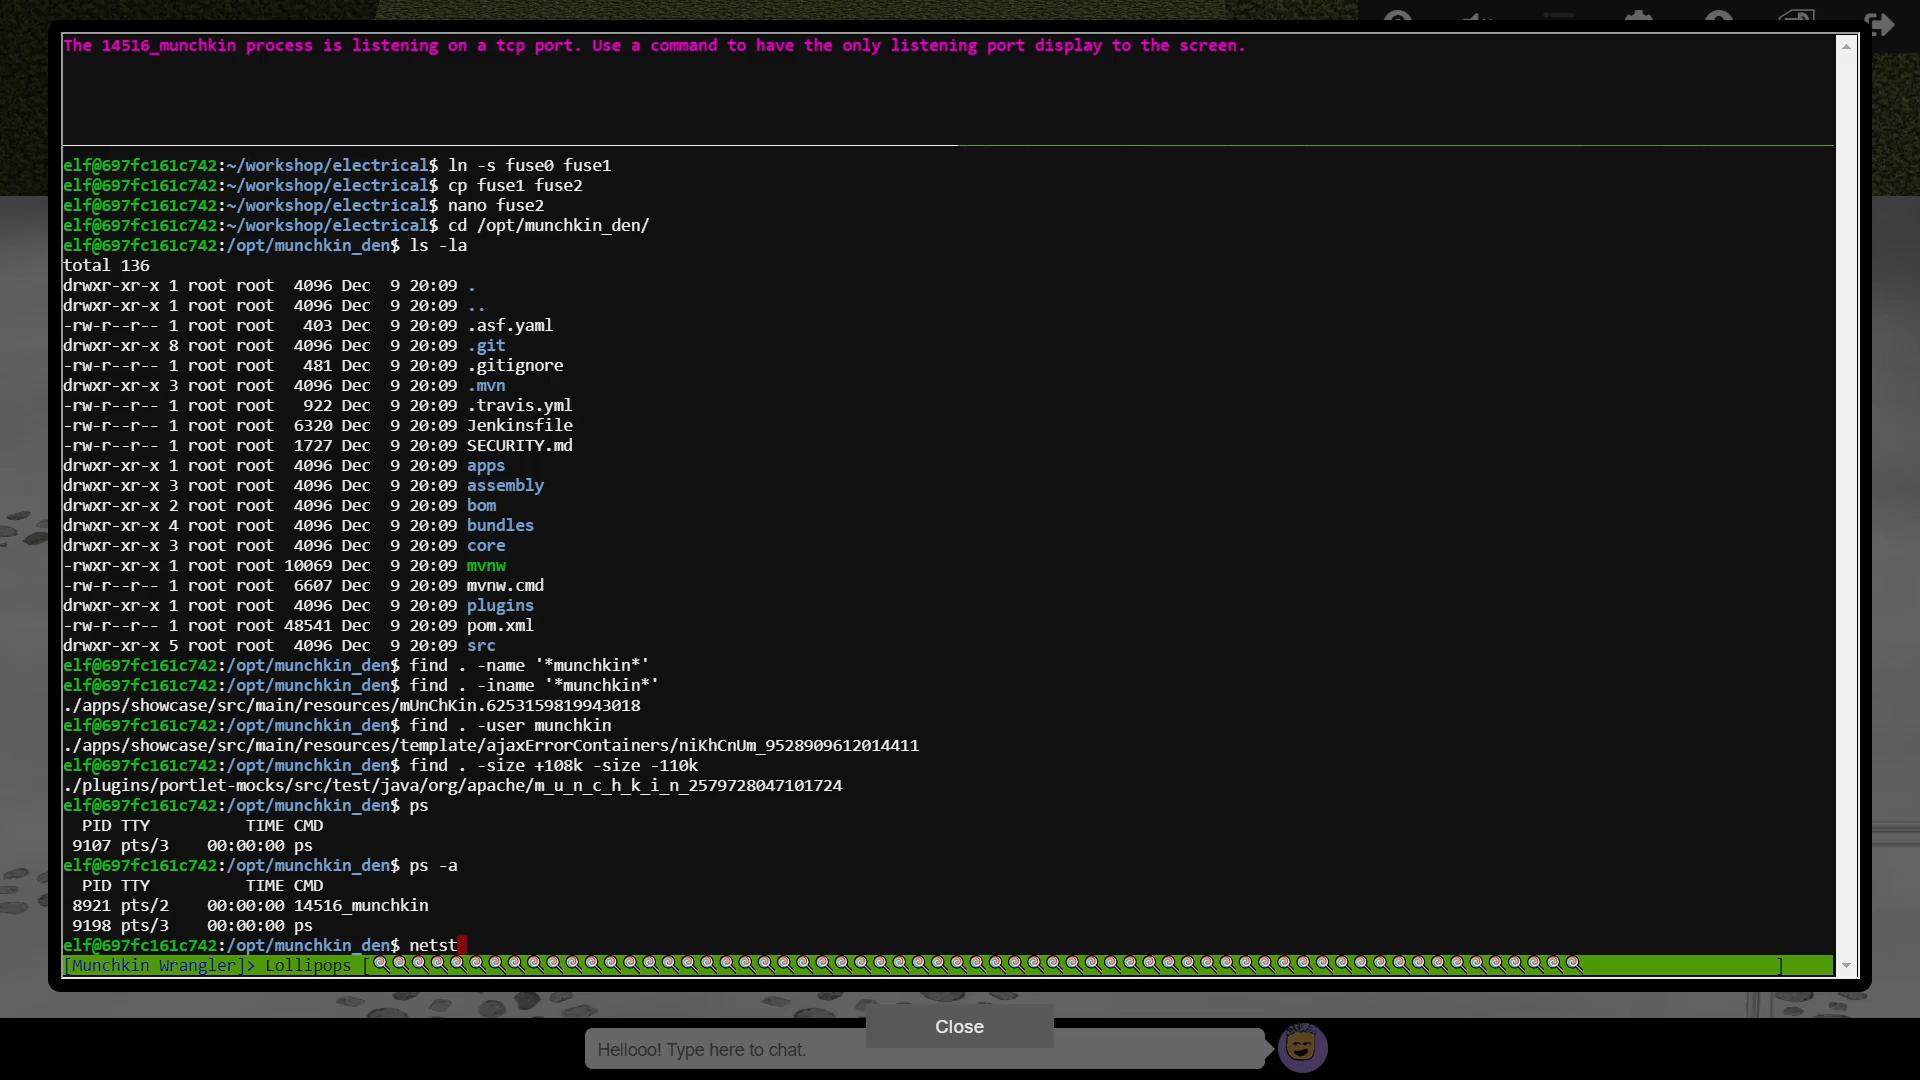 The 14516_munchkin process is listening on a tcp port. Use a command to have the only listening port display to the screen.
elf@697fc161c742:~/workshop/electrical$ ln -s fuse0 fuse1
elf@697fc161c742:~/workshop/electrical$ cp fuse1 fuse2
elf@697fc161c742:~/workshop/electrical$ nano fuse2
elf@697fc161c742:~/workshop/electrical$ cd /opt/munchkin_den/
elf@697fc161c742:/opt/munchkin_den$ ls -la
total 136
drwxr-xr-x 1 root root  4096 Dec  9 20:09 .
drwxr-xr-x 1 root root  4096 Dec  9 20:09 ..
-rw-r--r-- 1 root root   403 Dec  9 20:09 .asf.yaml
drwxr-xr-x 8 root root  4096 Dec  9 20:09 .git
-rw-r--r-- 1 root root   481 Dec  9 20:09 .gitignore
drwxr-xr-x 3 root root  4096 Dec  9 20:09 .mvn
-rw-r--r-- 1 root root   922 Dec  9 20:09 .travis.yml
-rw-r--r-- 1 root root  6320 Dec  9 20:09 Jenkinsfile
-rw-r--r-- 1 root root  1727 Dec  9 20:09 SECURITY.md
drwxr-xr-x 1 root root  4096 Dec  9 20:09 apps
drwxr-xr-x 3 root root  4096 Dec  9 20:09 assembly
drwxr-xr-x 2 root root  4096 Dec  9 20:09 bom
drwxr-xr-x 4 root root  4096 Dec  9 20:09 bundles
drwxr-xr-x 3 root root  4096 Dec  9 20:09 core
-rwxr-xr-x 1 root root 10069 Dec  9 20:09 mvnw
-rw-r--r-- 1 root root  6607 Dec  9 20:09 mvnw.cmd
drwxr-xr-x 1 root root  4096 Dec  9 20:09 plugins
-rw-r--r-- 1 root root 48541 Dec  9 20:09 pom.xml
drwxr-xr-x 5 root root  4096 Dec  9 20:09 src
elf@697fc161c742:/opt/munchkin_den$ find . -name '*munchkin*'
elf@697fc161c742:/opt/munchkin_den$ find . -iname '*munchkin*'
./apps/showcase/src/main/resources/mUnChKin.6253159819943018
elf@697fc161c742:/opt/munchkin_den$ find . -user munchkin
./apps/showcase/src/main/resources/template/ajaxErrorContainers/niKhCnUm_9528909612014411
elf@697fc161c742:/opt/munchkin_den$ find . -size +108k -size -110k
./plugins/portlet-mocks/src/test/java/org/apache/m_u_n_c_h_k_i_n_2579728047101724
elf@697fc161c742:/opt/munchkin_den$ ps
  PID TTY          TIME CMD
 9107 pts/3    00:00:00 ps
elf@697fc161c742:/opt/munchkin_den$ ps -a
  PID TTY          TIME CMD
 8921 pts/2    00:00:00 14516_munchkin
 9198 pts/3    00:00:00 ps
elf@697fc161c742:/opt/munchkin_den$ netst
[Munchkin Wrangler]> Lollipops [ ]
Close
Hellooo! Type here to chat.